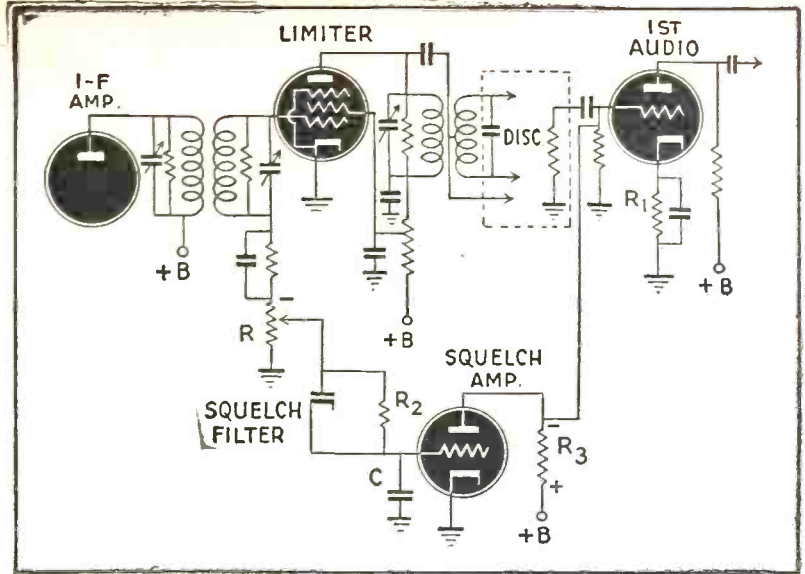 LIMITER
1ST
AUDIO
I-F
AMP.
DISC
R1
+B
+B
+B
-
R
SQUELCH
AMP.
SQUELCH
FILTER
R2
C
-
R3
+
+B